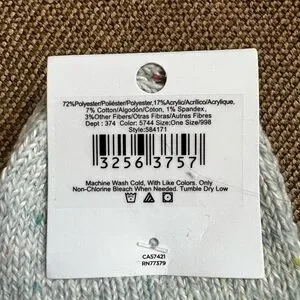 72%Polyester/Poliéster/Polyester,17%Acrylic/Acrílico/Acrylique,
7% Cotton/Algodón/Coton, 1% Spandex,
3%Other Fibers/Otras Fibras/Autres Fibres
Dept : 374 Color: 5744 Size:One Size/998
Style:584171
3256 3757
Machine Wash Cold, With Like Colors. Only
Non-Chlorine Bleach When Needed. Tumble Dry Low
CA57421
RN77379